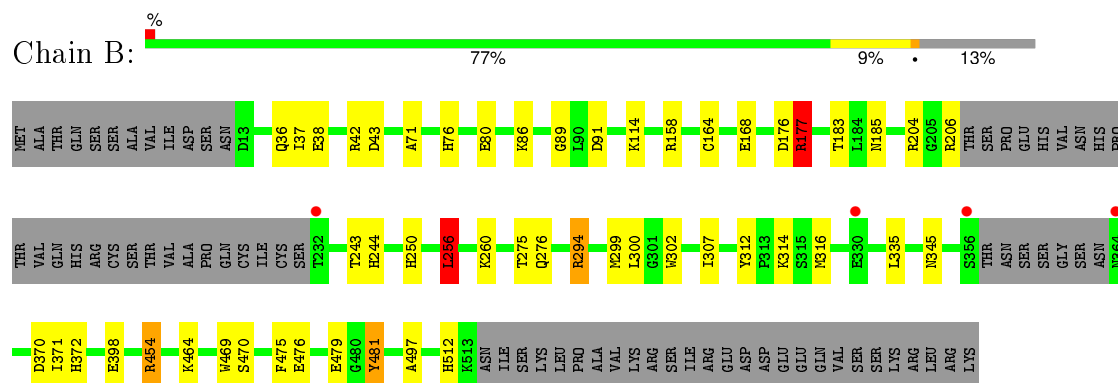 %
Chain B:
77% 9% • 13%
MET ALA THR GLN SER SER ALA VAL ILE ASP SER ASN D13 Q36 I37 E38 R42 D43 A71 H76 E80 K86 G89 L90 D91 K114 R158 C164 E168 D176 R177 T183 L184 N185 R204 G205 R206 THR SER PRO GLU HIS VAL ASN HIS PRO
THR VAL GLN HIS ARG CYS SER THR VAL ALA PRO GLN CYS ILE CYS SER T232 T243 H244 H250 L256 K260 T275 Q276 R294 M299 L300 G301 W302 I307 Y312 P313 K314 S315 M316 E330 L335 N345 S356 THR ASN SER SER GLY SER ASN N364
D370 I371 H372 E398 R454 K464 W469 S470 F475 E476 E479 G480 Y481 A497 H512 K513 ASN ILE SER LYS LEU PRO ALA VAL LYS ARG SER ILE ARG GLU ASP ASP GLU GLU GLN VAL SER SER LYS ARG LEU ARG LYS